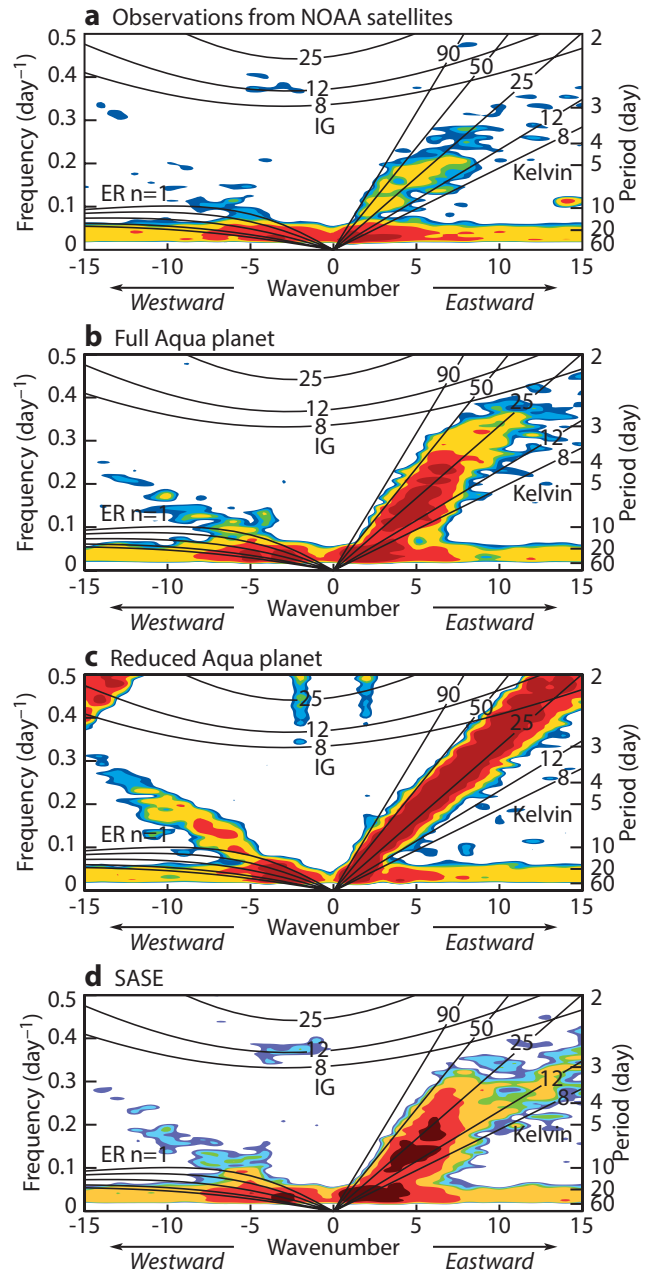 a Observations from NOAA satellites
Frequency (day⁻¹)
0.5
0.4
0.3
0.2
0.1
0
25
12
8
IG
90
50
25
12
8
Kelvin
ER n=1
2
3
4
5
10
20
60
Period (day)
-15 -10 -5 0 5 10 15
Westward Wavenumber Eastward
b Full Aqua planet
Frequency (day⁻¹)
0.5
0.4
0.3
0.2
0.1
0
25
12
8
IG
90
50
25
12
8
Kelvin
ER n=1
2
3
4
5
10
20
60
Period (day)
-15 -10 -5 0 5 10 15
Westward Wavenumber Eastward
c Reduced Aqua planet
Frequency (day⁻¹)
0.5
0.4
0.3
0.2
0.1
0
25
12
8
IG
90
50
25
12
8
Kelvin
ER n=1
2
3
4
5
10
20
60
Period (day)
-15 -10 -5 0 5 10 15
Westward Wavenumber Eastward
d SASE
Frequency (day⁻¹)
0.5
0.4
0.3
0.2
0.1
0
25
12
8
IG
90
50
25
12
8
Kelvin
ER n=1
2
3
4
5
10
20
60
Period (day)
-15 -10 -5 0 5 10 15
Westward Wavenumber Eastward